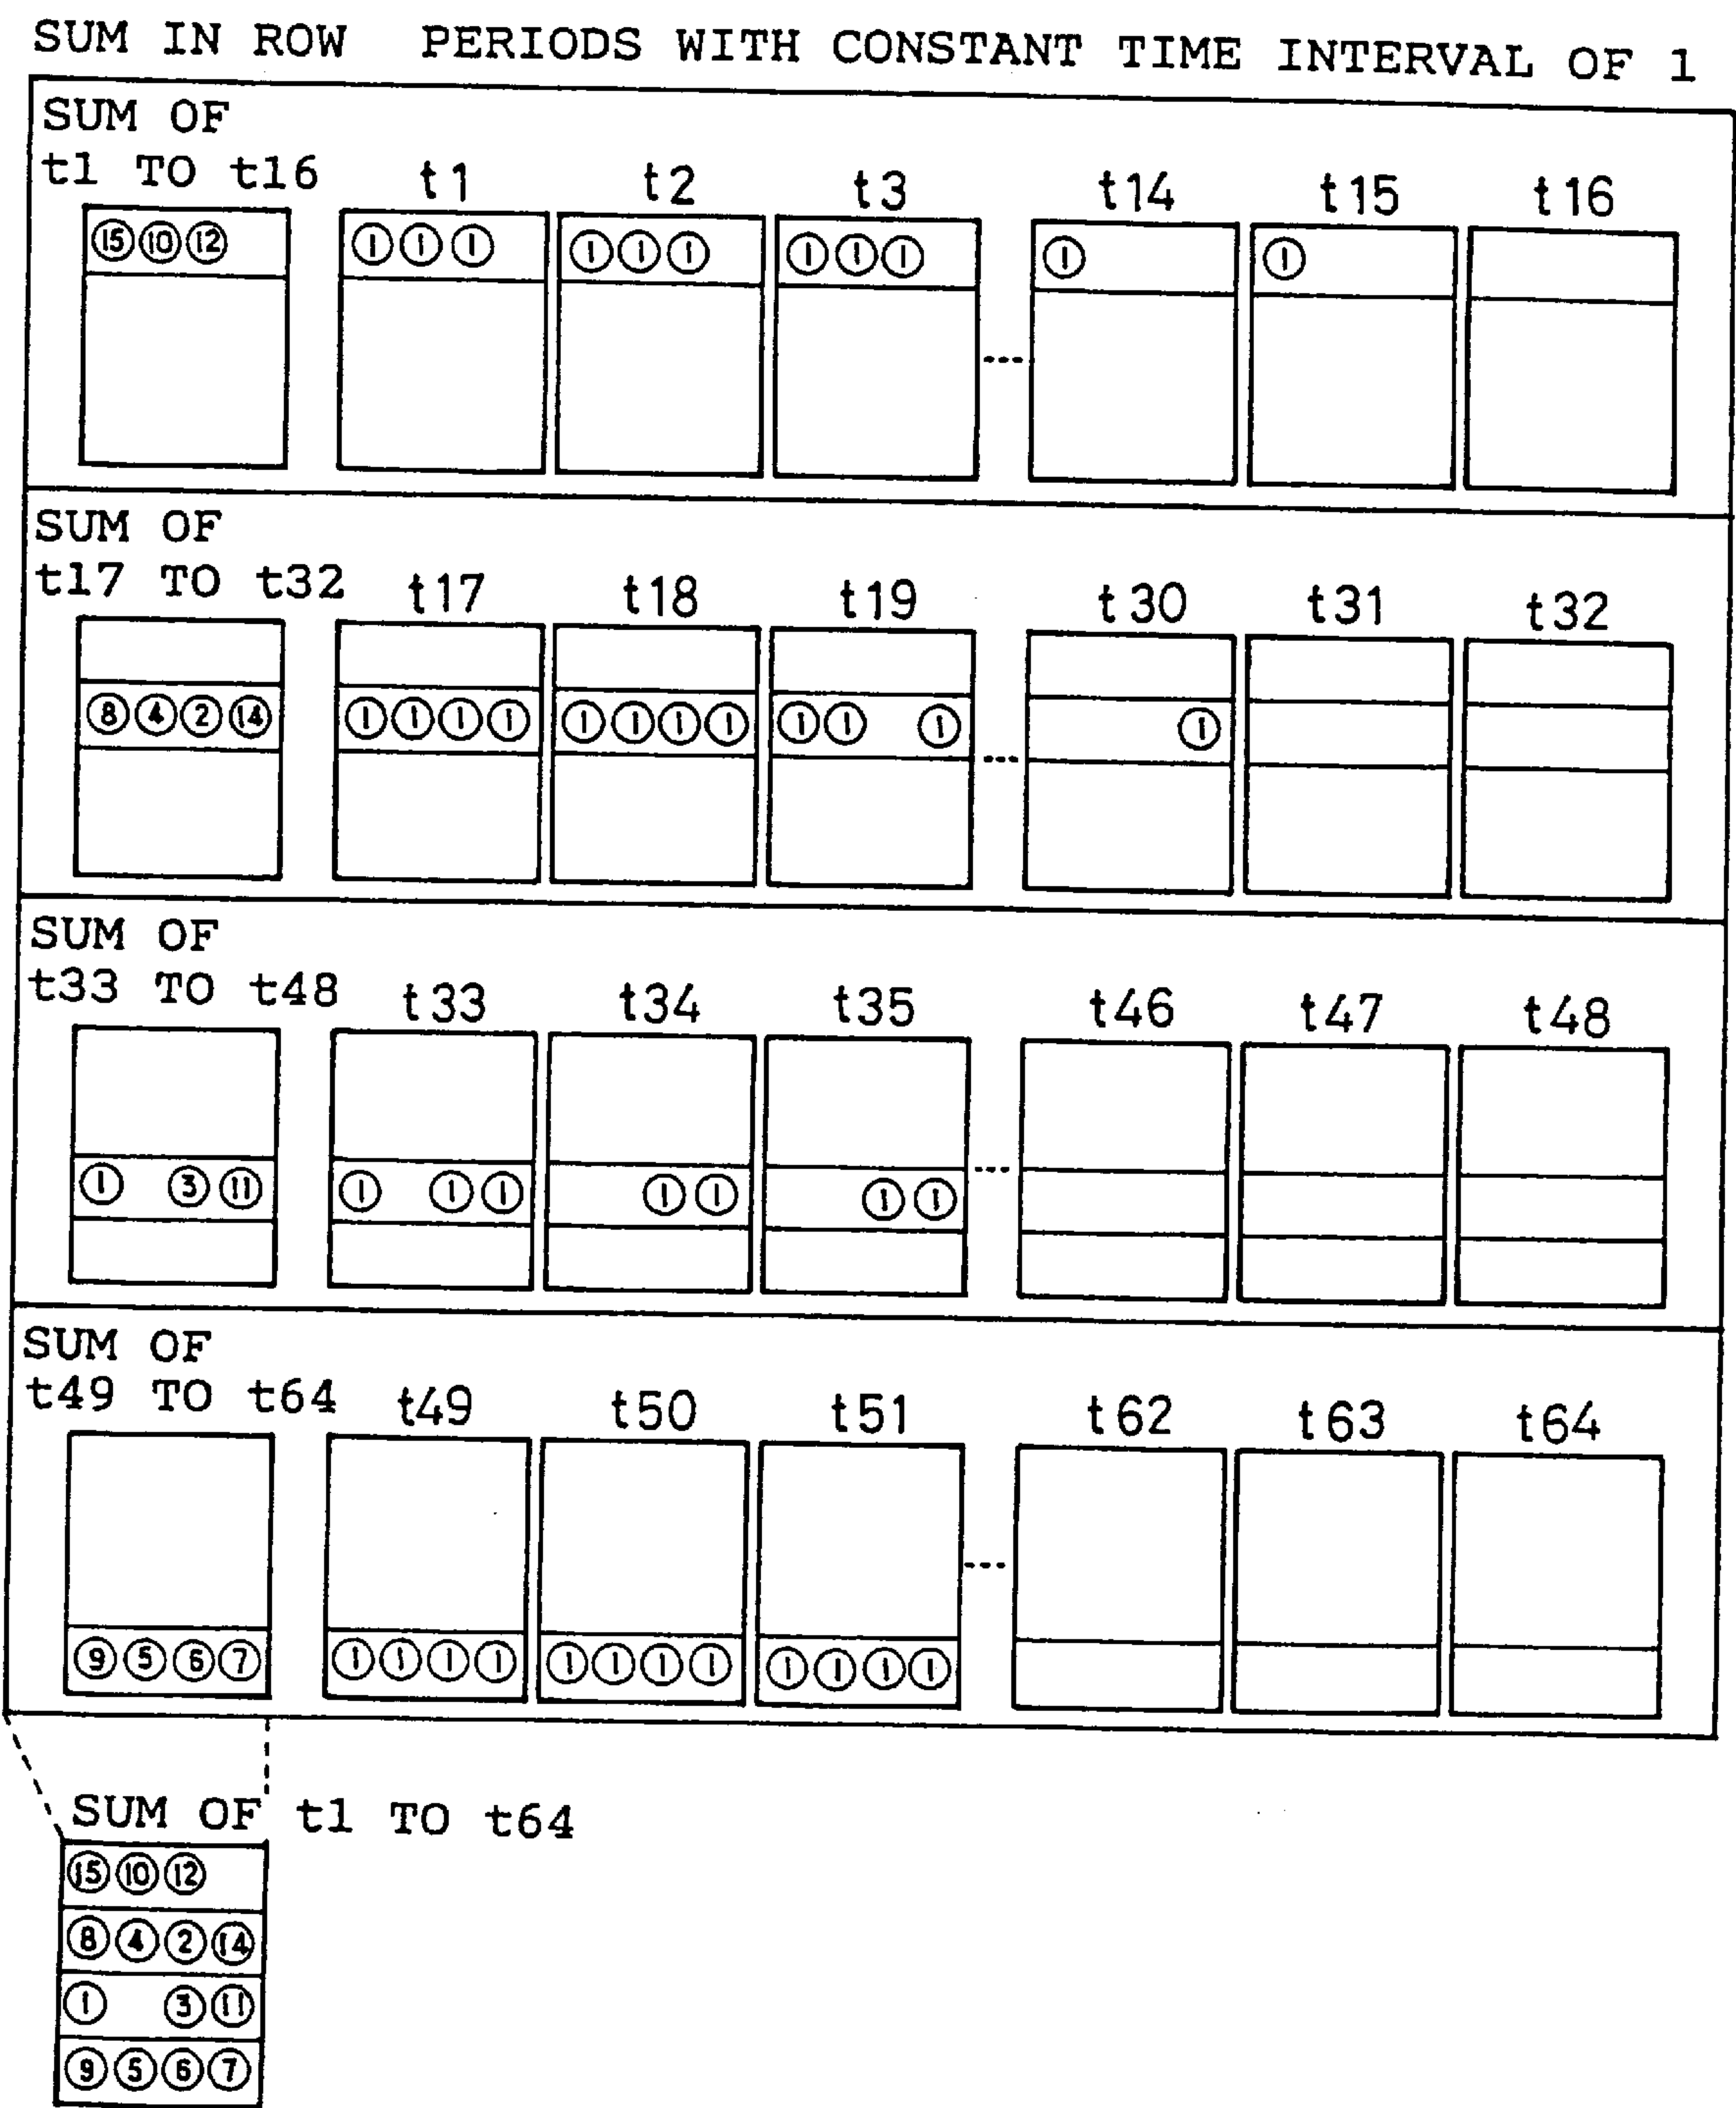 SUM IN ROW PERIODS WITH CONSTANT TIME INTERVAL OF 1
SUM OF
t1 TO t16 t1 t2 t3 t14 t15 t16
15 10 12 1 1 1 1 1 1 1 1 1 1 1
SUM OF
t17 TO t32 t17 t18 t19 t30 t31 t32
8 4 2 14 1 1 1 1 1 1 1 1 1 1 1 1
SUM OF
t33 TO t48 t33 t34 t35 t46 t47 t48
1 3 11 1 1 1 1 1 1 1
SUM OF
t49 TO t64 t49 t50 t51 t62 t63 t64
9 5 6 7 1 1 1 1 1 1 1 1 1 1 1 1
SUM OF t1 TO t64
15 10 12
8 4 2 14
1 3 11
9 5 6 7